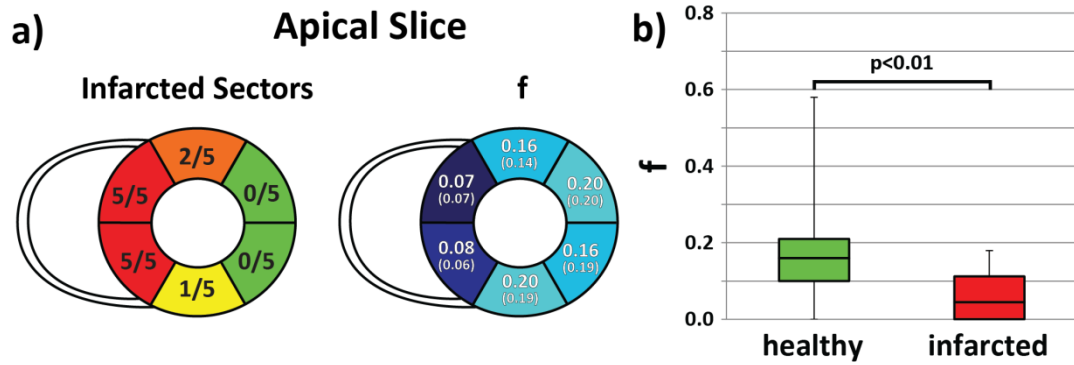 a)
Apical Slice
Infarcted Sectors
f
2/5
5/5
0/5
5/5
0/5
1/5
0.16
(0.14)
0.07
(0.07)
0.20
(0.20)
0.08
(0.06)
0.16
(0.19)
0.20
(0.19)
b)
0.8
p<0.01
0.6
0.4
f
0.2
0.0
healthy
infarcted